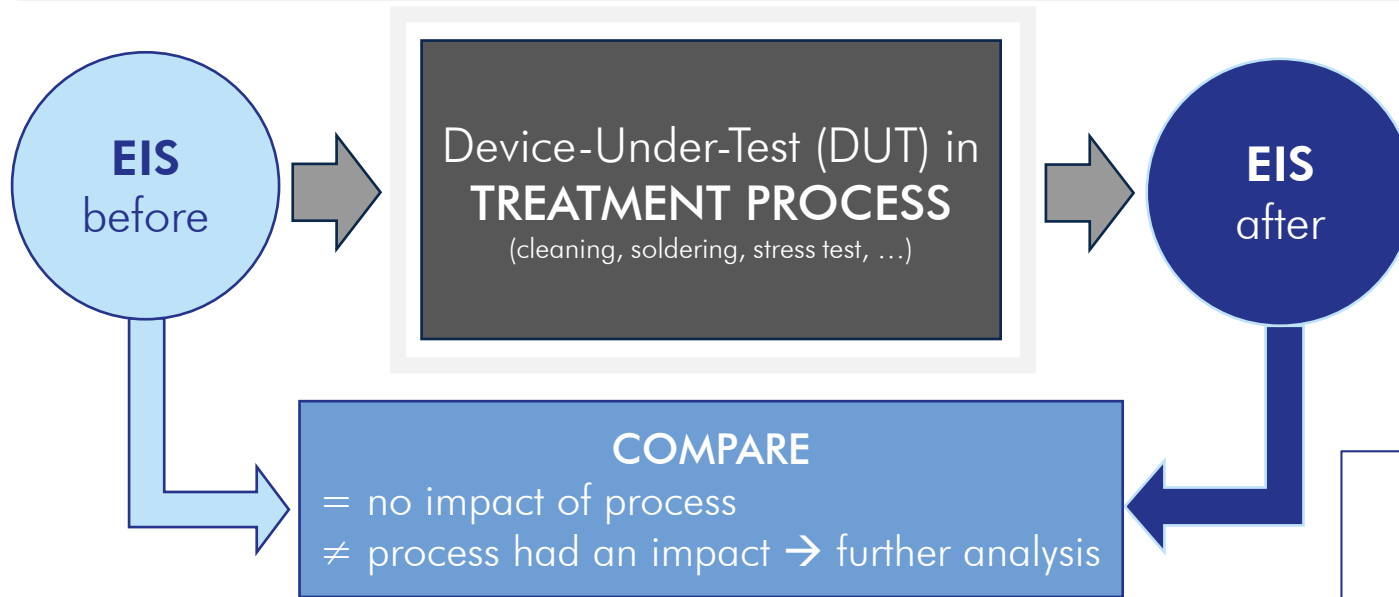 EIS
before
Device-Under-Test (DUT) in
TREATMENT PROCESS
(cleaning, soldering, stress test, ...)
EIS
after
COMPARE
= no impact of process
≠ process had an impact → further analysis